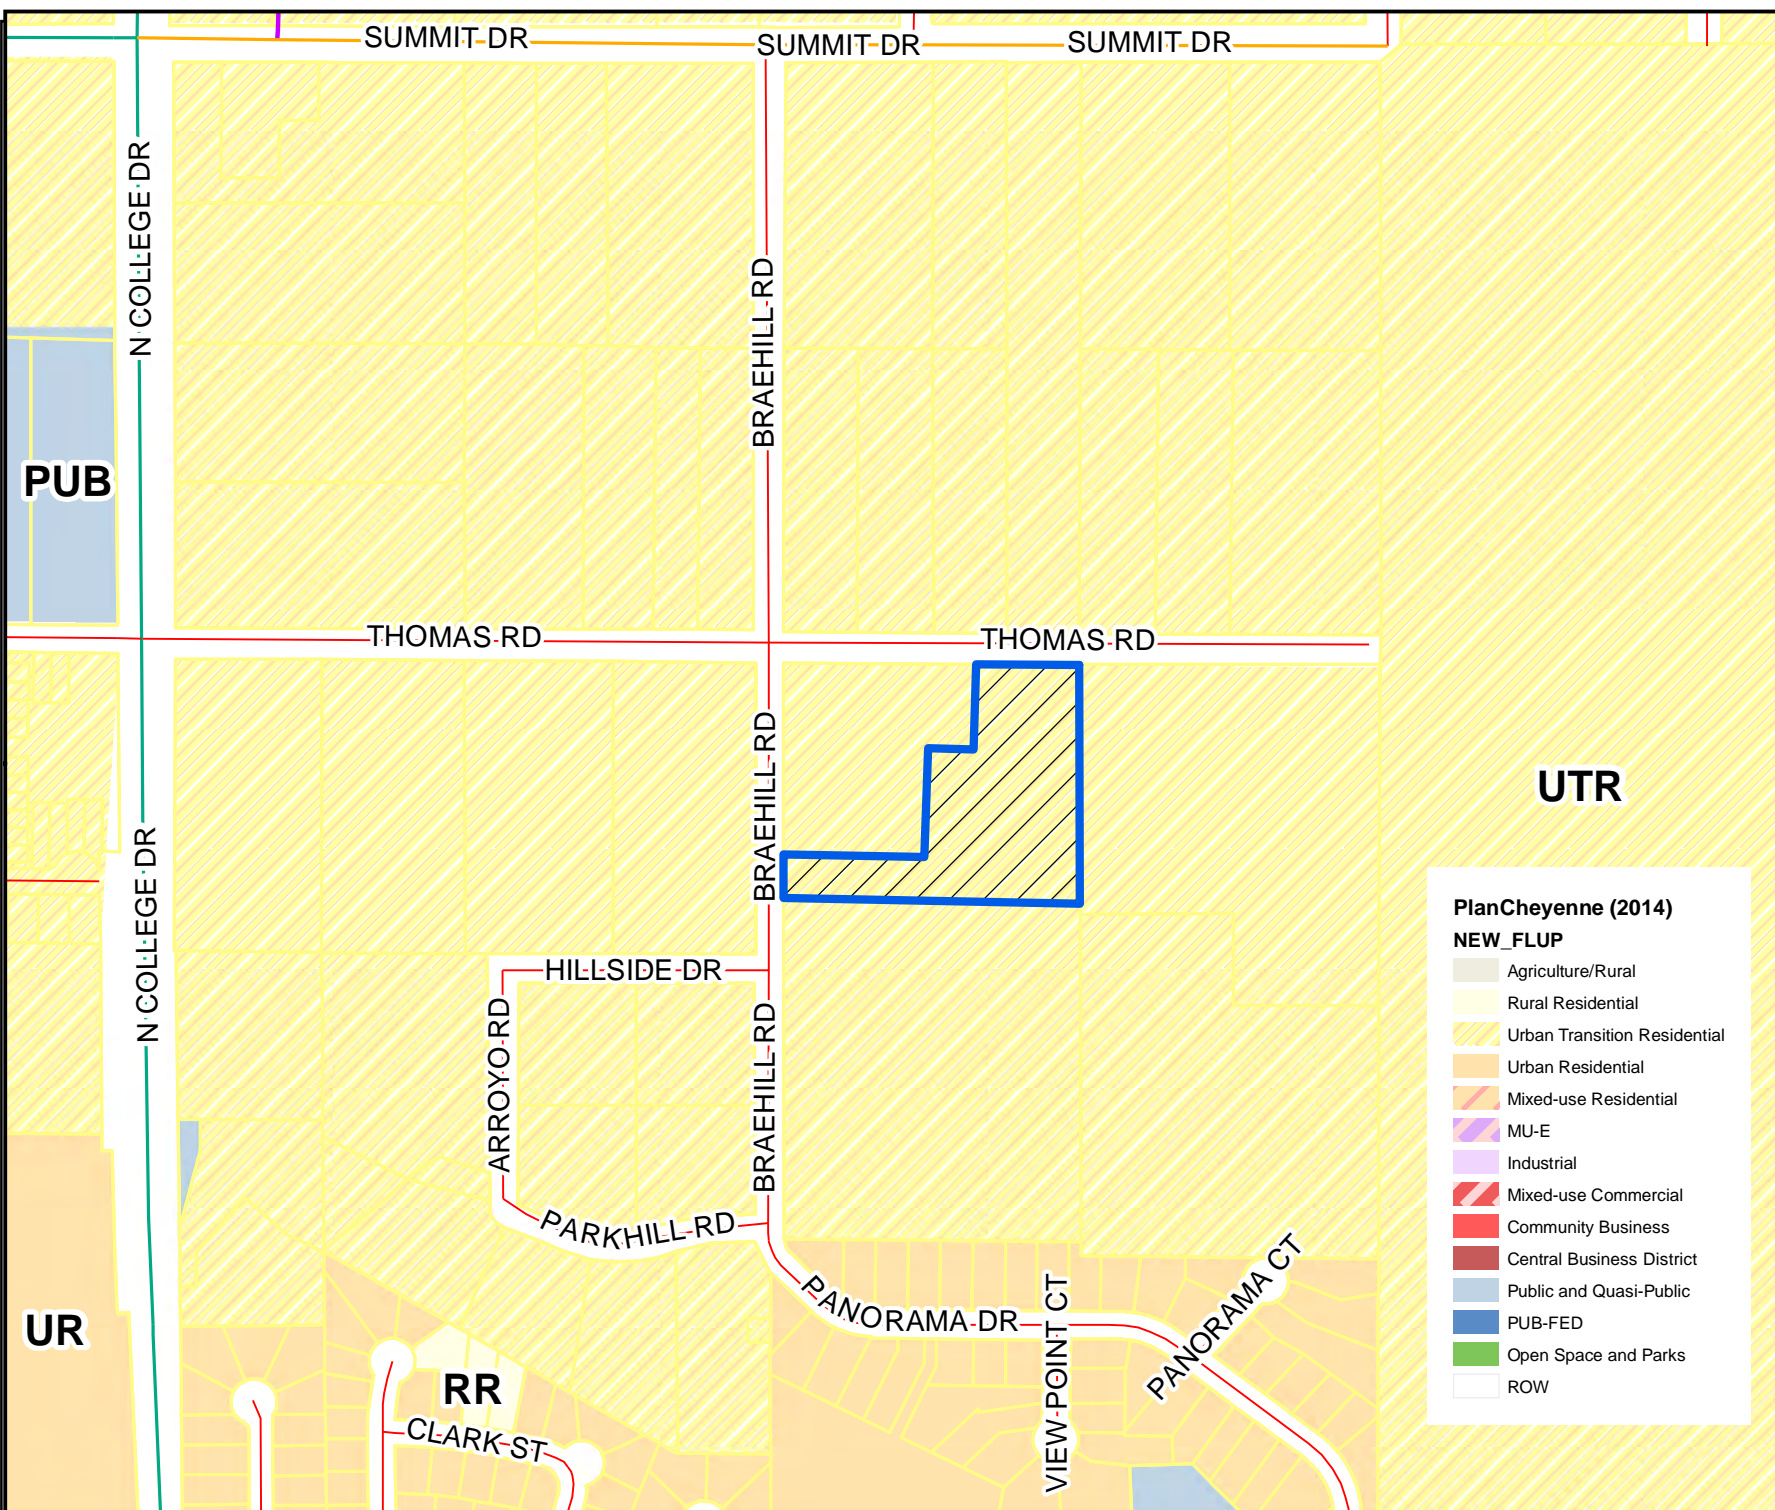 SUMMIT DR
SUMMIT DR
SUMMIT DR
N COLLEGE DR
BRAEHILL RD
PUB
THOMAS RD
THOMAS RD
BRAEHILL RD
UTR
N COLLEGE DR
HILLSIDE DR
ARROYO RD
BRAEHILL RD
PARKHILL RD
PANORAMA DR
VIEW POINT CT
PANORAMA CT
UR
RR
CLARK ST
PlanCheyenne (2014)
NEW_FLUP
Agriculture/Rural
Rural Residential
Urban Transition Residential
Urban Residential
Mixed-use Residential
MU-E
Industrial
Mixed-use Commercial
Community Business
Central Business District
Public and Quasi-Public
PUB-FED
Open Space and Parks
ROW